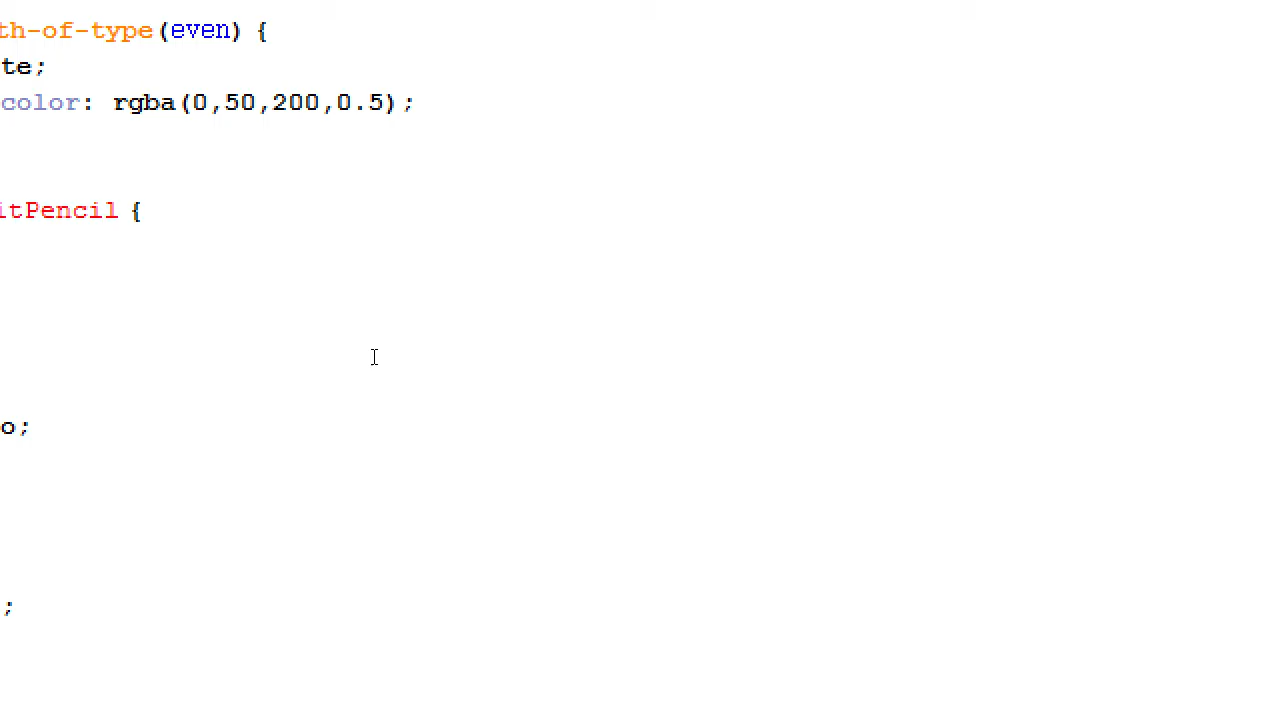 th-of-type(even) {
te;
color: rgba(0,50,200,0.5);
itPencil {
o;
;